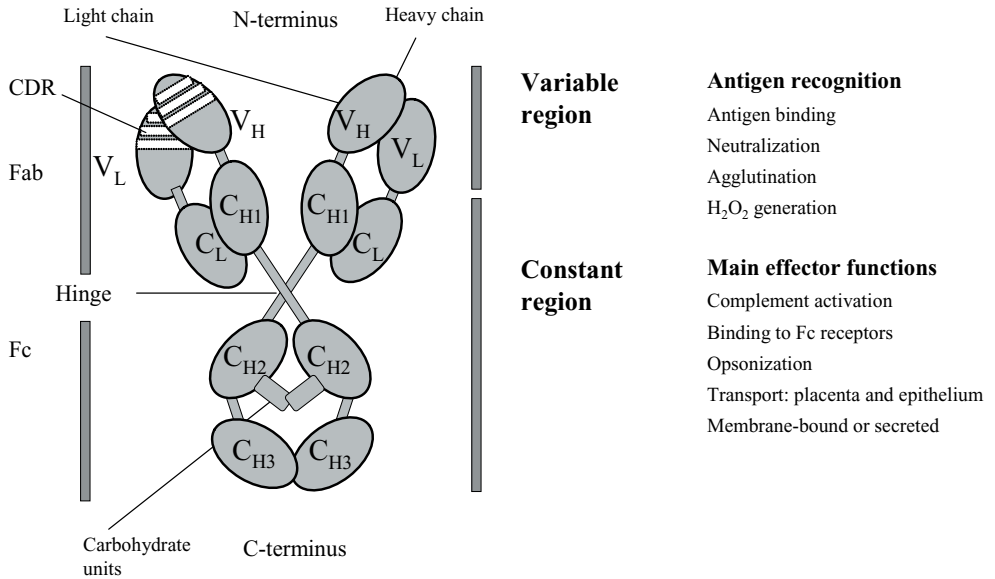 Light chain
N-terminus
Heavy chain
CDR
Fab
V_H
V_L
C_H1
C_L
V_H
V_L
C_H1
C_L
Hinge
Fc
C_H2
C_H2
C_H3
C_H3
Carbohydrate
units
C-terminus
Variable
region
Antigen recognition
Antigen binding
Neutralization
Agglutination
H₂O₂ generation
Constant
region
Main effector functions
Complement activation
Binding to Fc receptors
Opsonization
Transport: placenta and epithelium
Membrane-bound or secreted